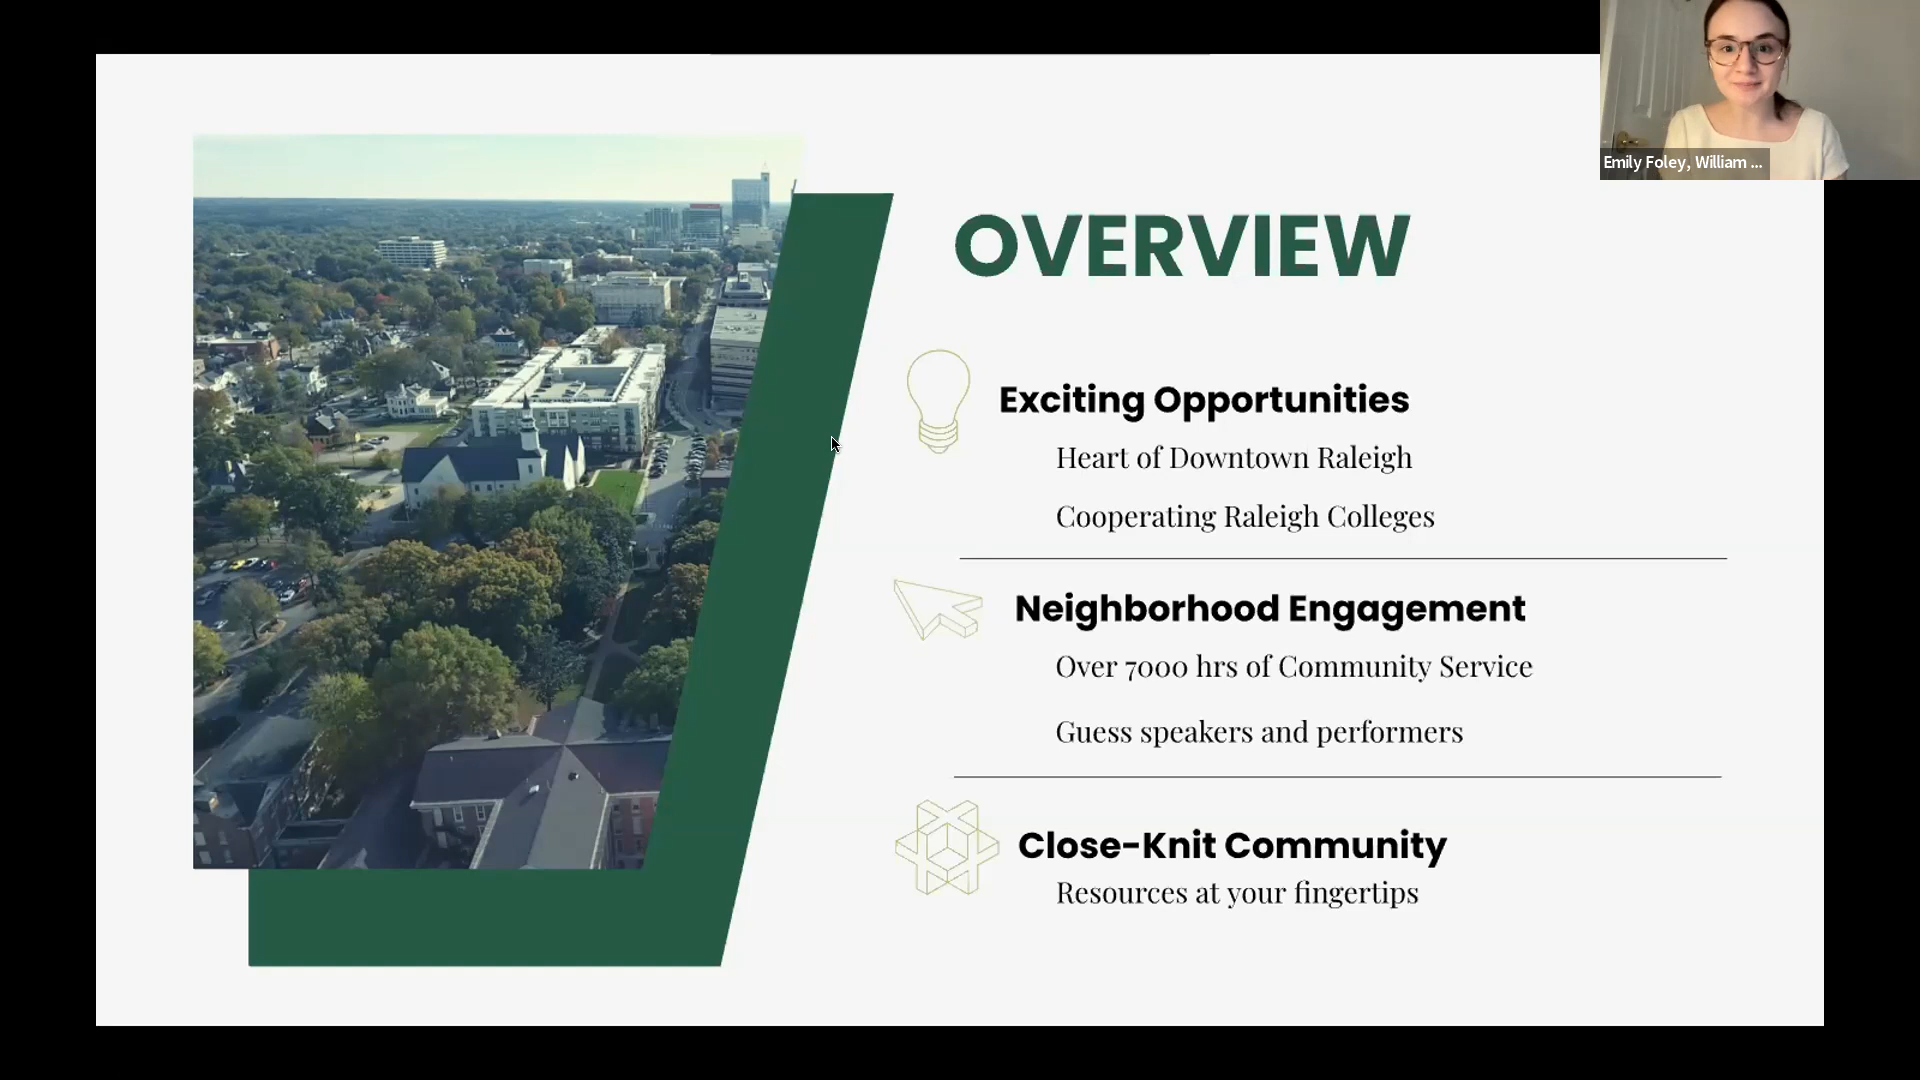 Emily Foley, William ...
OVERVIEW
Exciting Opportunities
Heart of Downtown Raleigh
Cooperating Raleigh Colleges
Neighborhood Engagement
Over 7000 hrs of Community Service
Guess speakers and performers
Close-Knit Community
Resources at your fingertips